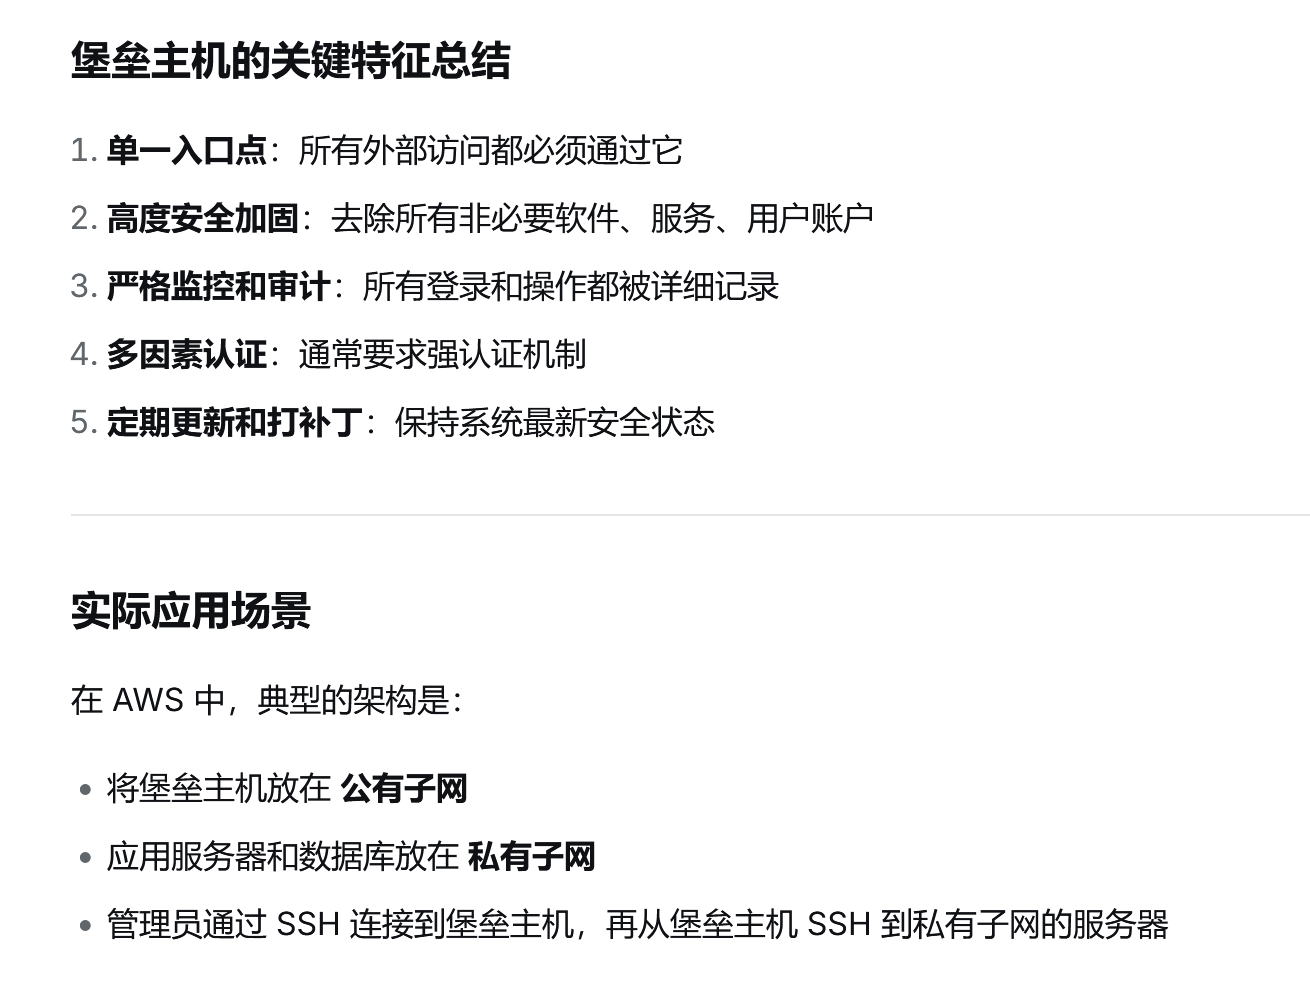 堡垒主机的关键特征总结
1. 单一入口点：所有外部访问都必须通过它
2. 高度安全加固：去除所有非必要软件、服务、用户账户
3. 严格监控和审计：所有登录和操作都被详细记录
4. 多因素认证：通常要求强认证机制
5. 定期更新和打补丁：保持系统最新安全状态
实际应用场景
在 AWS 中，典型的架构是：
• 将堡垒主机放在 公有子网
• 应用服务器和数据库放在 私有子网
• 管理员通过 SSH 连接到堡垒主机，再从堡垒主机 SSH 到私有子网的服务器